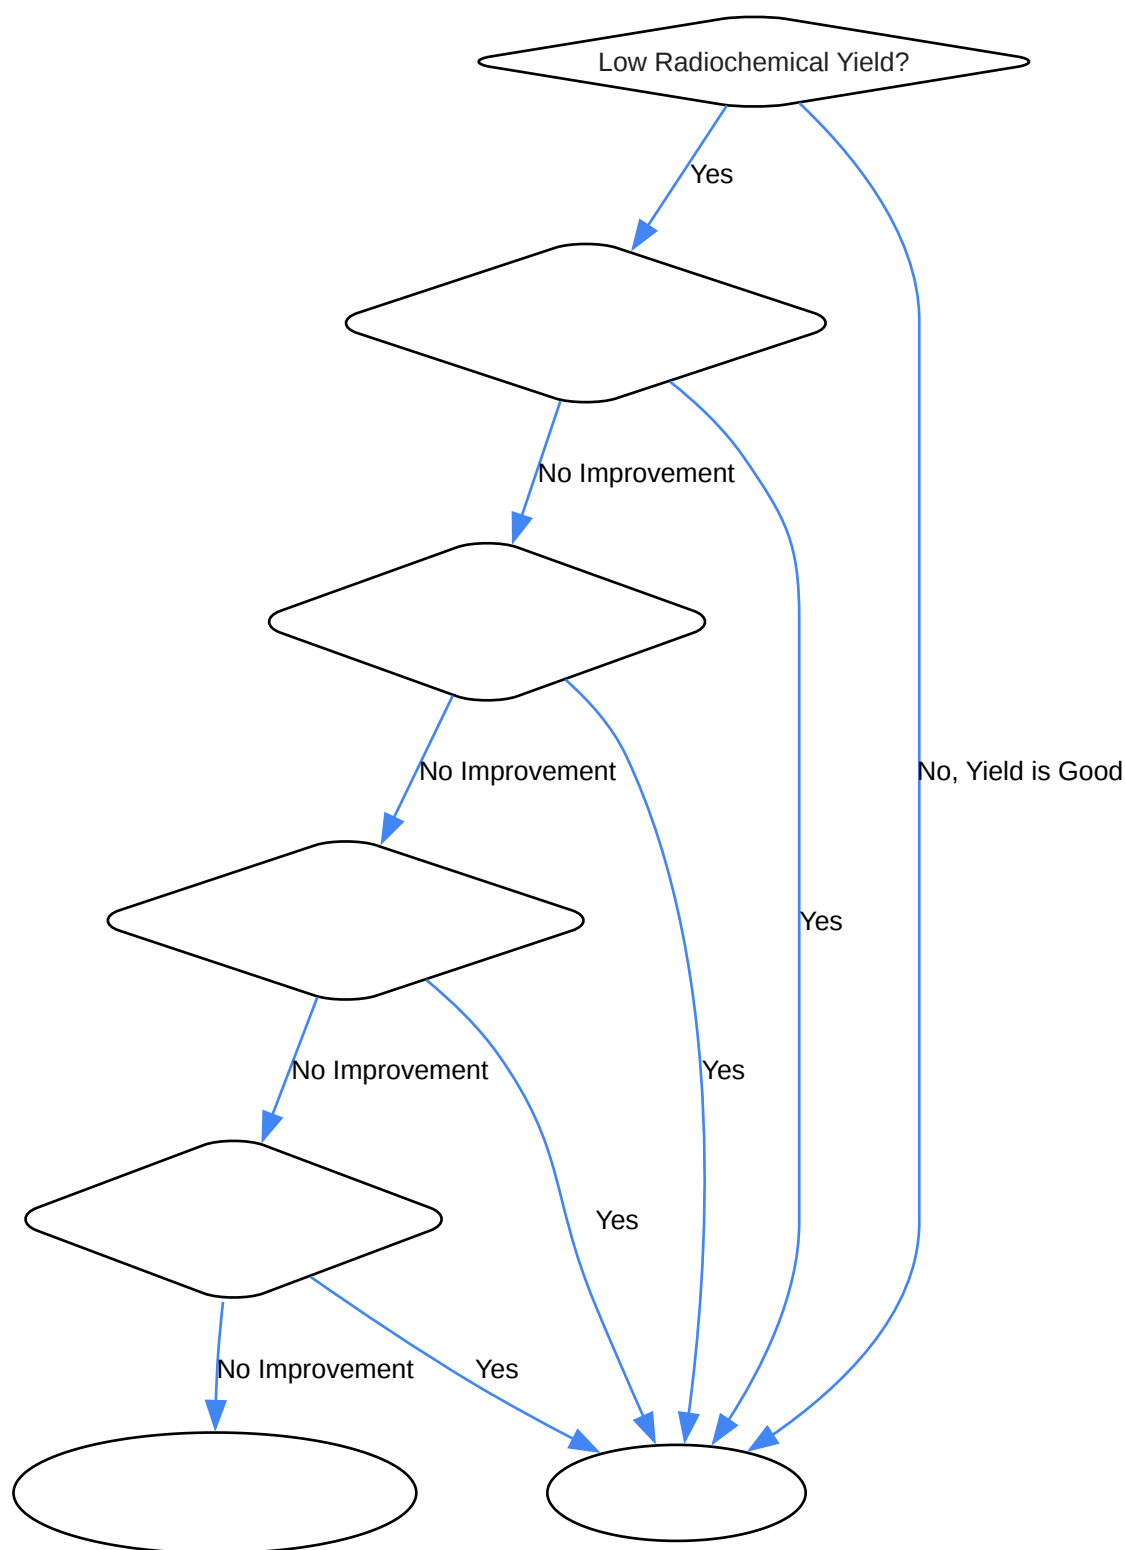 Low Radiochemical Yield?
Yes
No Improvement
No Improvement
No, Yield is Good
Yes
No Improvement
Yes
Yes
No Improvement
Yes